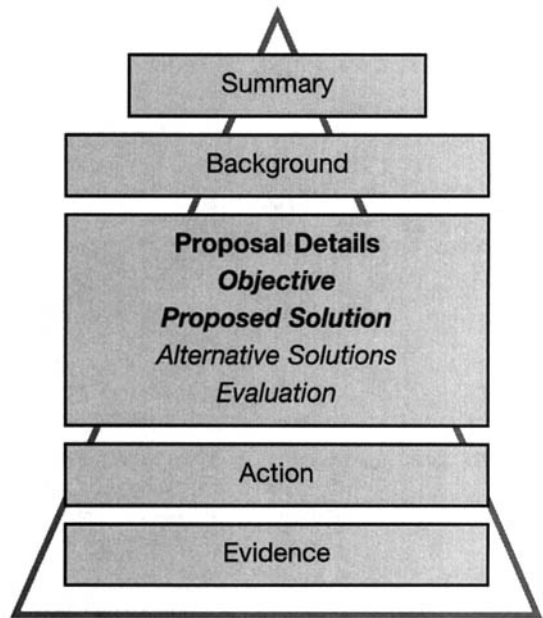 Summary
Background
Proposal Details
Objective
Proposed Solution
Alternative Solutions
Evaluation
Action
Evidence